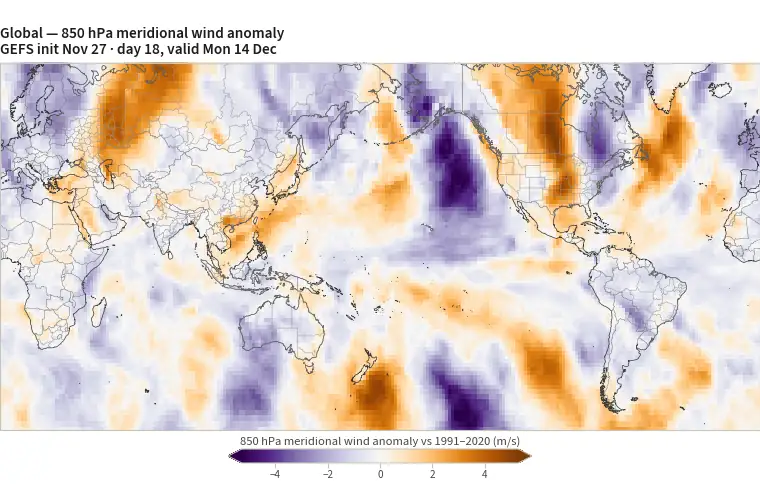 Global — 850 hPa meridional wind anomaly
GEFS init Nov 27 · day 18, valid Mon 14 Dec
850 hPa meridional wind anomaly vs 1991–2020 (m/s)
−4 −2 0 2 4